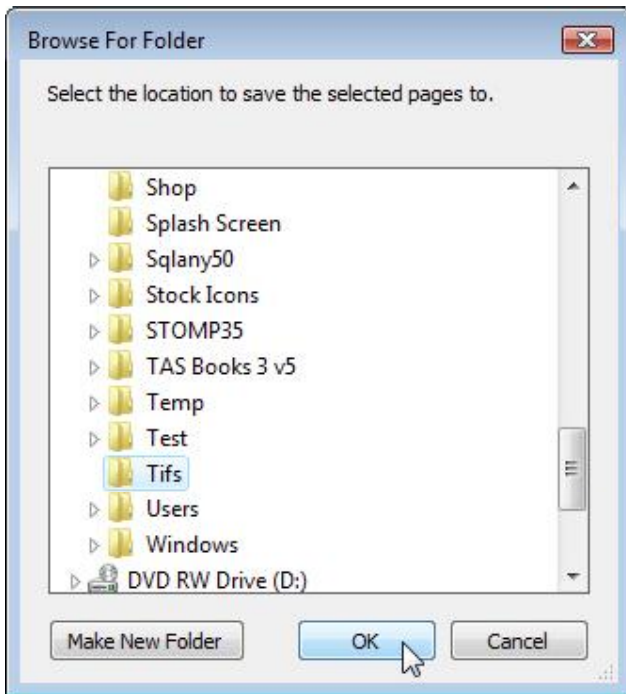 Browse For Folder
Select the location to save the selected pages to.
Shop
Splash Screen
Sqlany50
Stock Icons
STOMP35
TAS Books 3 v5
Temp
Test
Tifs
Users
Windows
DVD RW Drive (D:)
Make New Folder OK Cancel